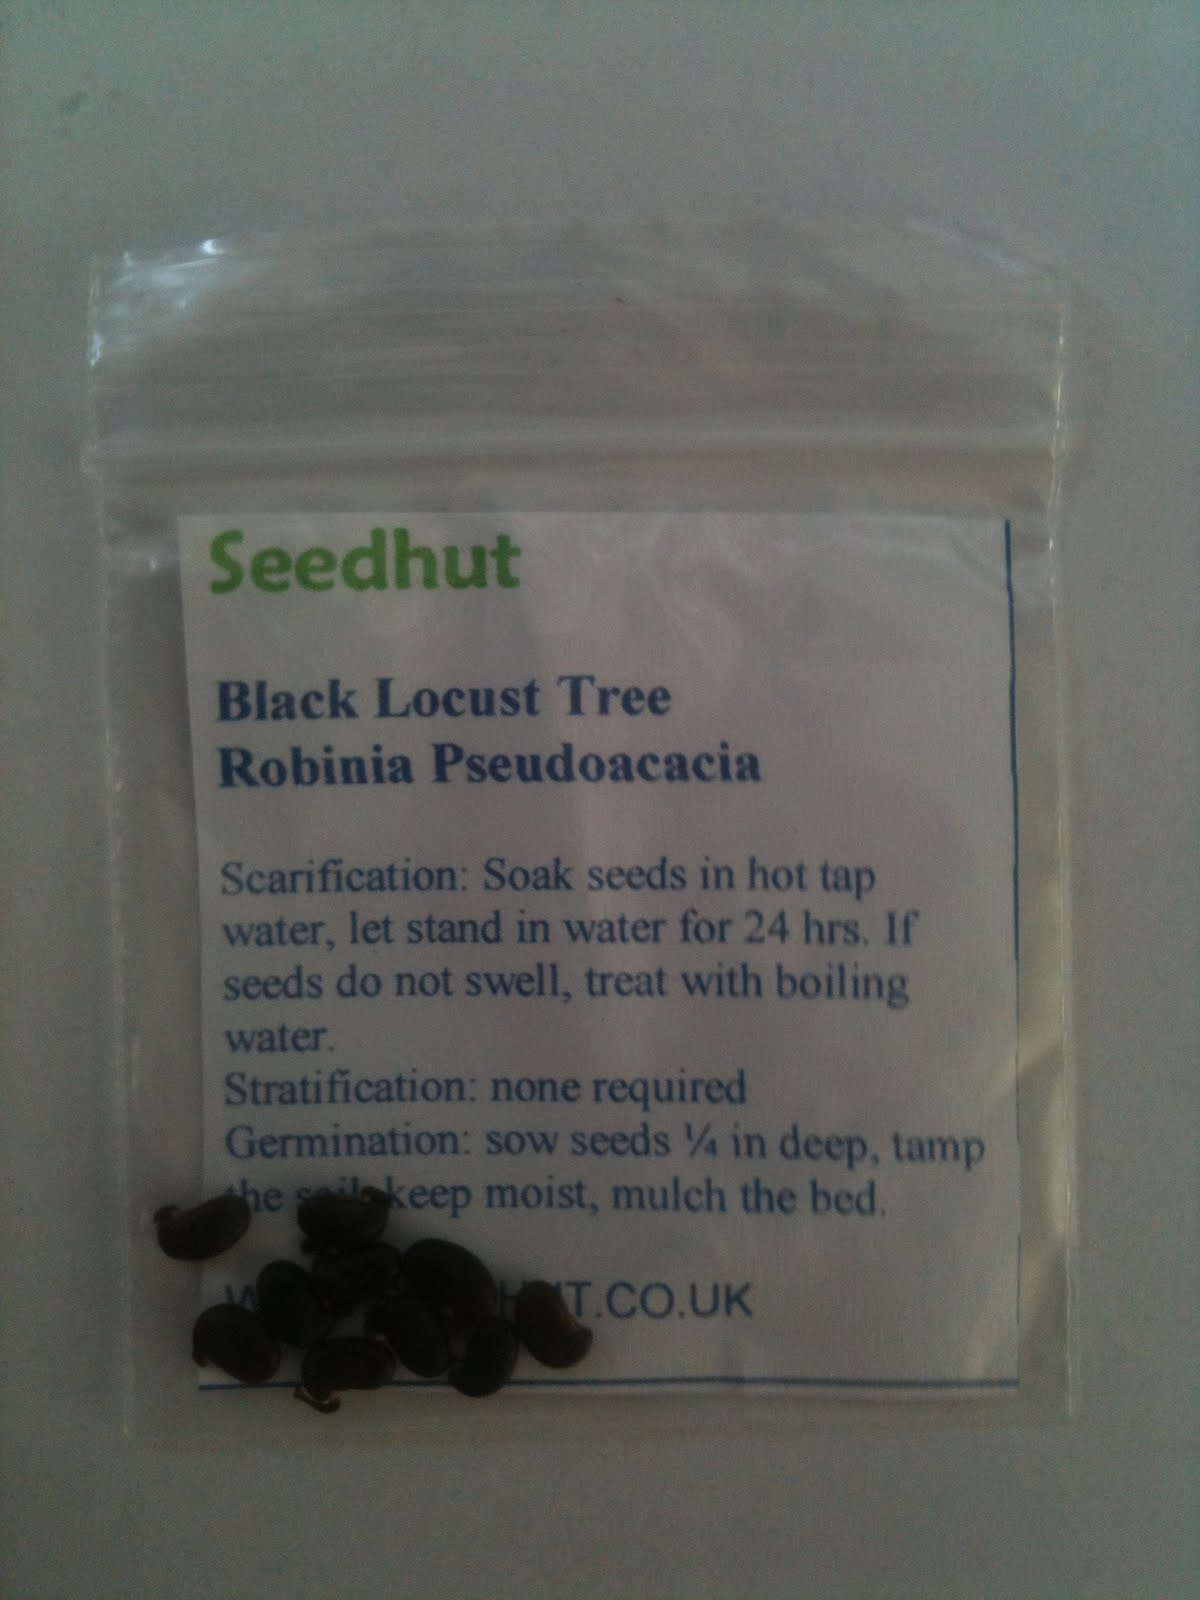 Seedhut
Black Locust Tree
Robinia Pseudoacacia
Scarification: Soak seeds in hot tap
water, let stand in water for 24 hrs. If
seeds do not swell, treat with boiling
water.
Stratification: none required
Germination: sow seeds ¼ in deep, tamp
the soil, keep moist, mulch the bed.
.CO.UK